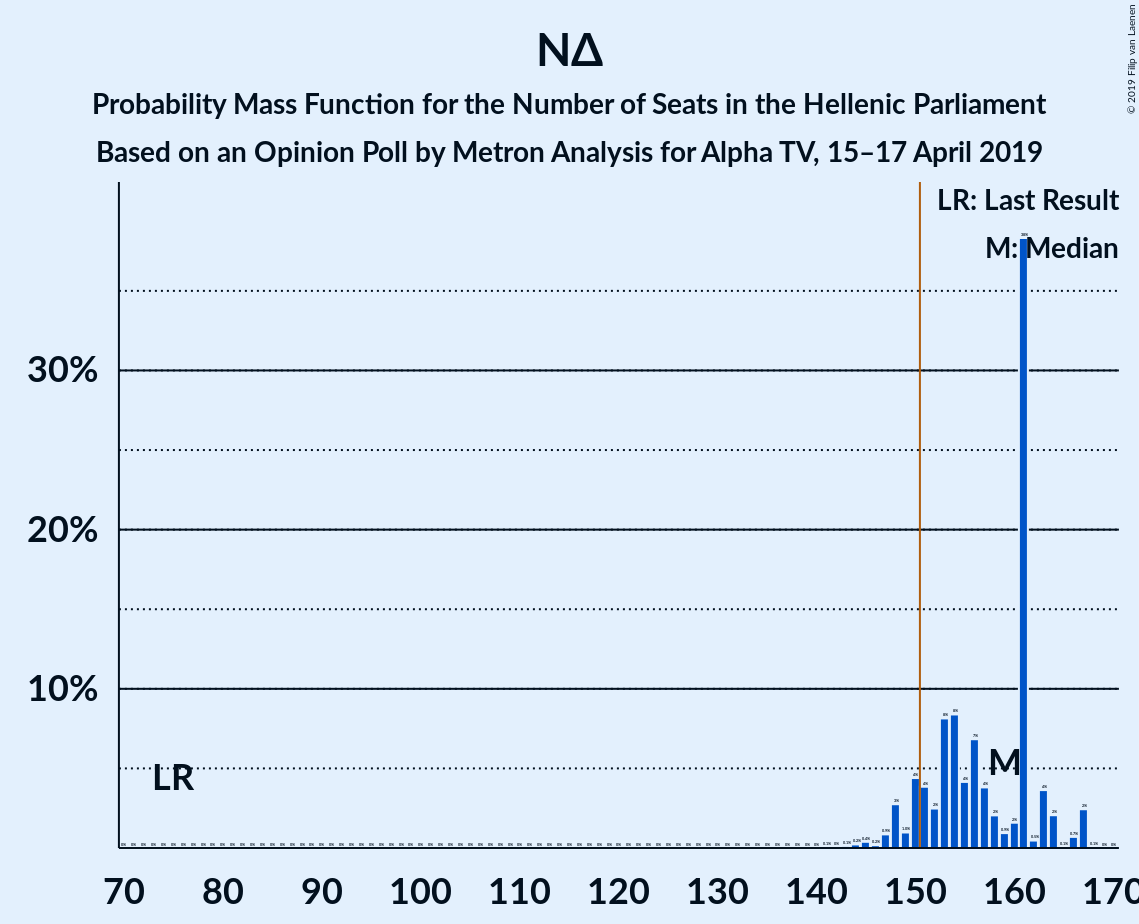 ΝΔ
Probability Mass Function for the Number of Seats in the Hellenic Parliament
Based on an Opinion Poll by Metron Analysis for Alpha TV, 15–17 April 2019
© 2019 Filip van Laenen
LR: Last Result
M: Median
30%
20%
10%
LR
M
70 80 90 100 110 120 130 140 150 160 170